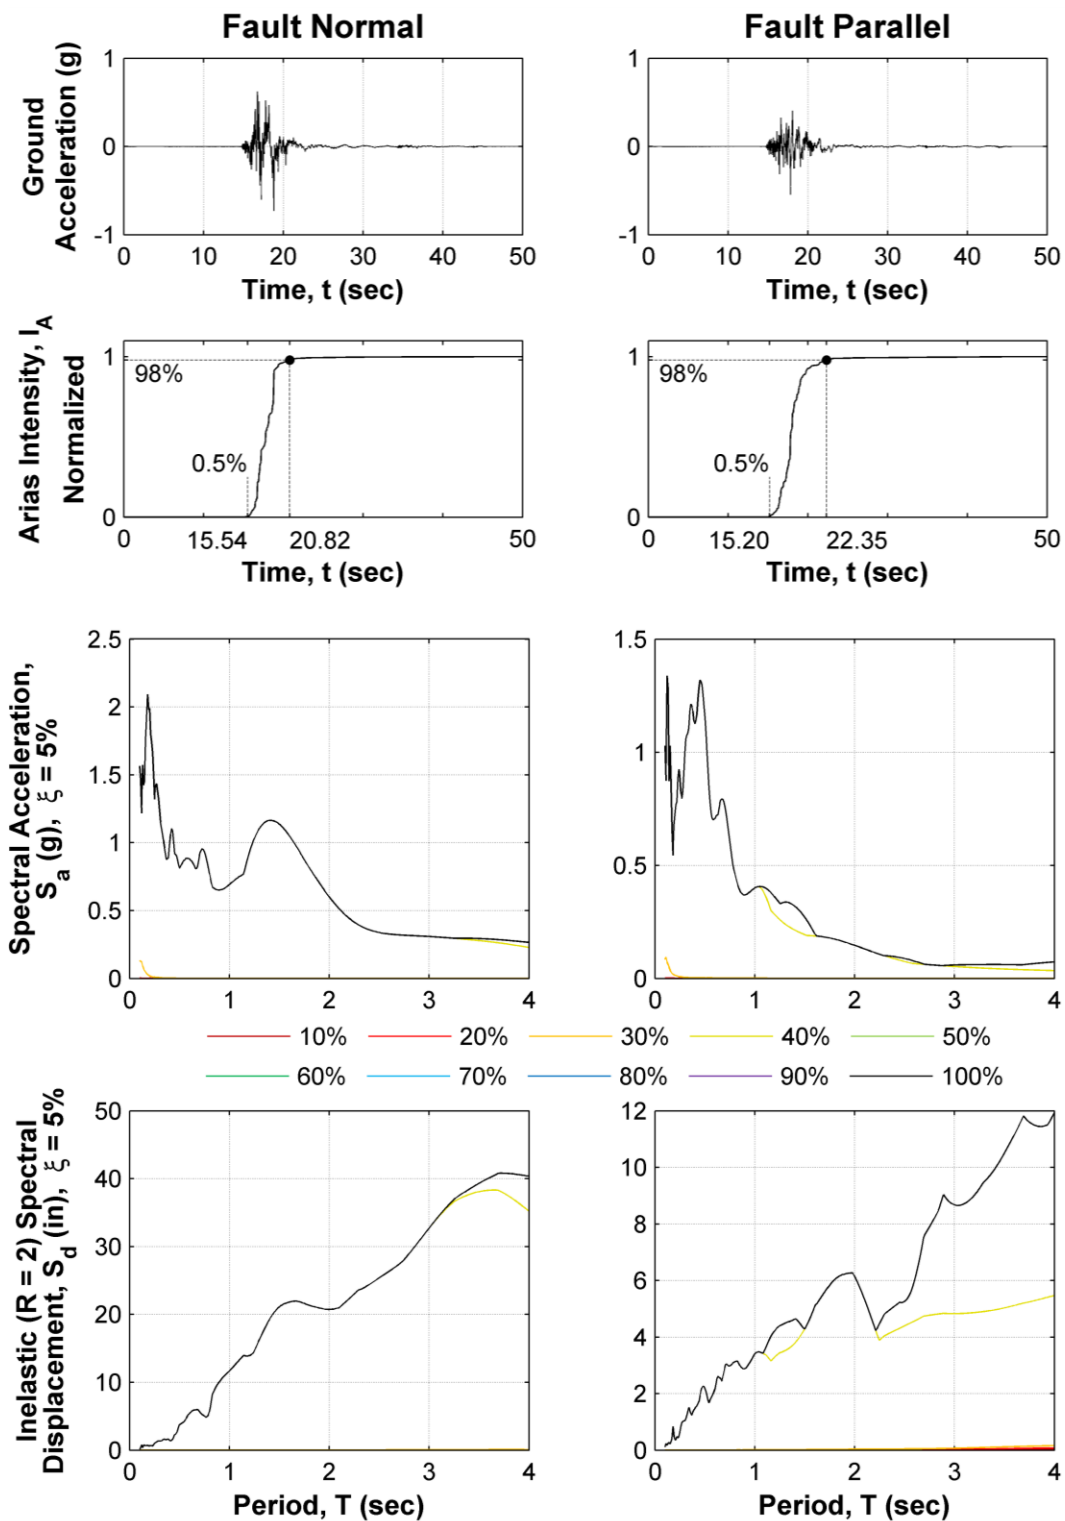 Fault Normal
Fault Parallel
Ground
Acceleration (g)
1
0
-1
0 10 20 30 40 50
Time, t (sec)
1
0
-1
0 10 20 30 40 50
Time, t (sec)
Arias Intensity, I_A
Normalized
1
98%
0.5%
0
0 15.54 20.82 50
Time, t (sec)
1
98%
0.5%
0
0 15.20 22.35 50
Time, t (sec)
Spectral Acceleration,
S_a (g), ξ = 5%
2.5
2
1.5
1
0.5
0
0 1 2 3 4
1.5
1
0.5
0
0 1 2 3 4
10% 20% 30% 40% 50%
60% 70% 80% 90% 100%
Inelastic (R = 2) Spectral
Displacement, S_d (in), ξ = 5%
50
40
30
20
10
0
0 1 2 3 4
Period, T (sec)
12
10
8
6
4
2
0
0 1 2 3 4
Period, T (sec)